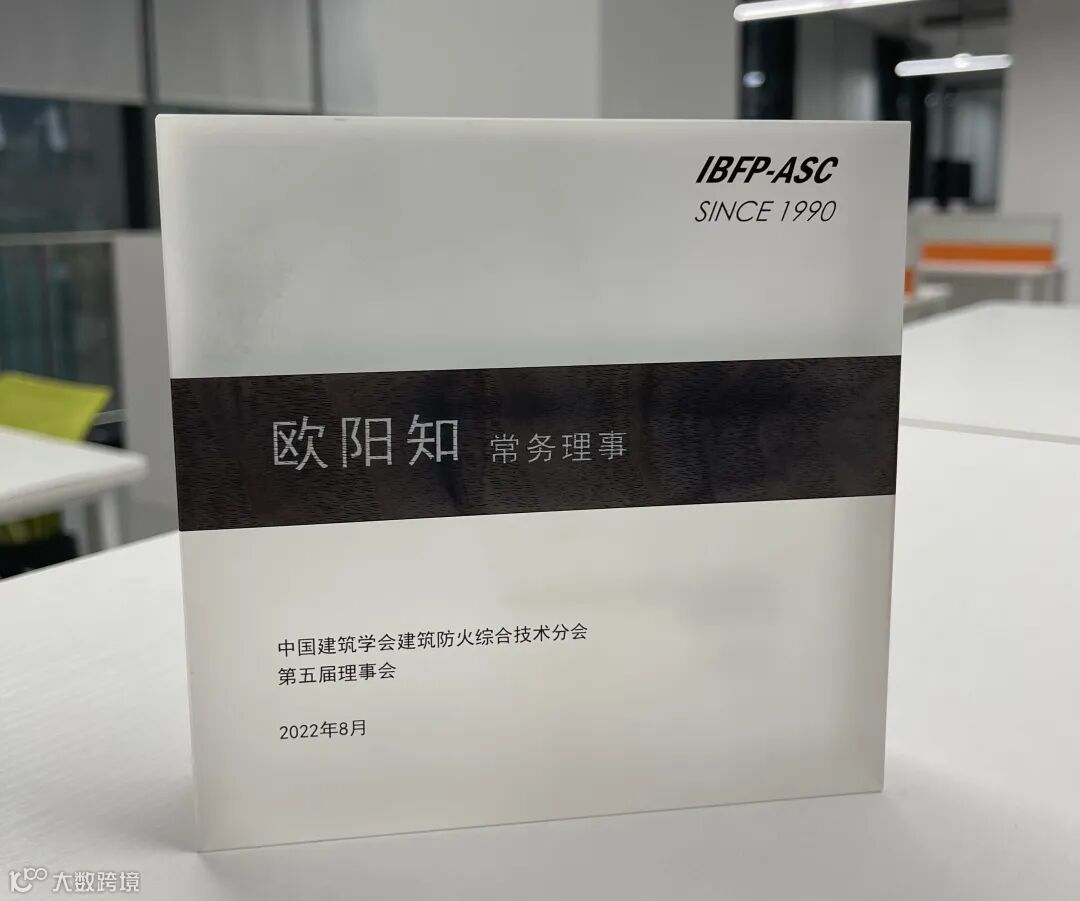 IBFP-ASC
SINCE 1990
欧阳知 常务理事
中国建筑学会建筑防火综合技术分会
第五届理事会
2022年8月
大数跨境